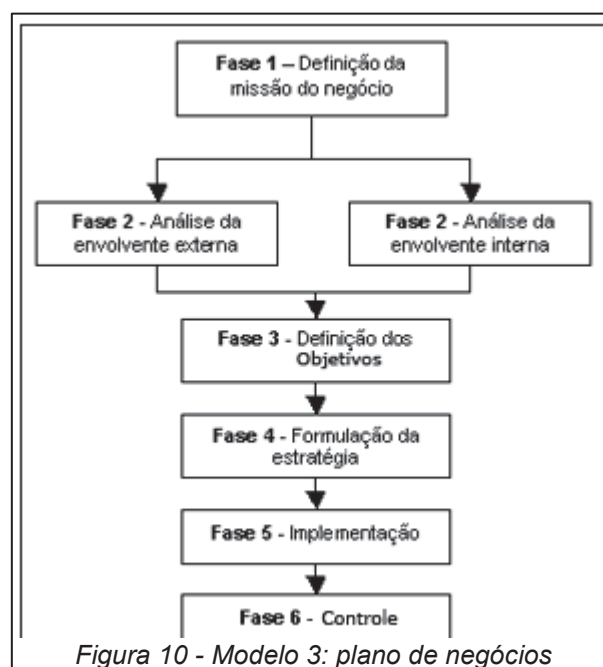 Fase 1 – Definição da
missão do negócio
Fase 2 - Análise da
envolvente externa
Fase 2 - Análise da
envolvente interna
Fase 3 - Definição dos
Objetivos
Fase 4 - Formulação da
estratégia
Fase 5 - Implementação
Fase 6 - Controle
Figura 10 - Modelo 3: plano de negócios